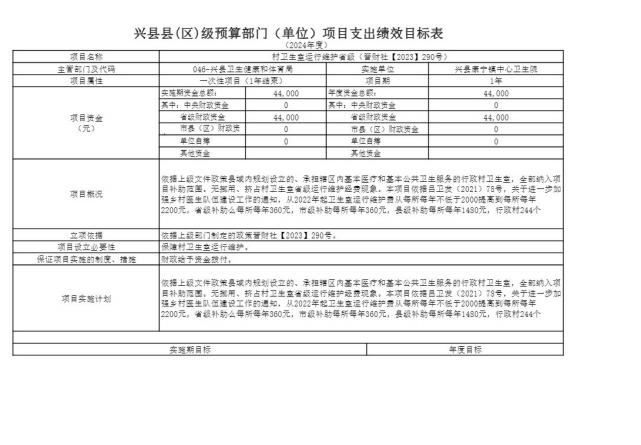 兴县县(区)级预算部门（单位）项目支出绩效目标表
（2024年度）
项目名称 村卫生室运行维护省级（晋财社【2023】290号）
主管部门及代码 046-兴县卫生健康和体育局 实施单位 兴县康宁镇中心卫生院
项目属性 一次性项目（1年结束） 项目期 1年
项目资金（元） 实施期资金总额： 44,000 年度资金总额： 44,000
其中：中央财政资金 0 其中：中央财政资金 0
省级财政资金 44,000 省级财政资金 44,000
市县（区）财政资 0 市县（区）财政资金 0
单位自筹 0 单位自筹 0
其他资金 其他资金
项目概况
依据上级文件政策县域内规划设立的、承担辖区内基本医疗和基本公共卫生服务的行政村卫生室，全部纳入项
目补助范围。无挪用、挤占村卫生室省级运行维护经费现象。本项目依据吕卫发（2021）78号，关于进一步加
强乡村医生队伍建设工作的通知，从2022年起卫生室运行维护费从每所每年不低于2000提高到每所每年
2200元，省级补助么每所每年360元，市级补助每所每年360元，县级补助每所每年1480元，行政村244个
立项依据 依据上级部门制定的政策晋财社【2023】290号。
项目设立必要性 保障村卫生室运行维护。
保证项目实施的制度、措施 财政给予资金拨付。
项目实施计划
依据上级文件政策县域内规划设立的、承担辖区内基本医疗和基本公共卫生服务的行政村卫生室，全部纳入项
目补助范围。无挪用、挤占村卫生室省级运行维护经费现象。本项目依据吕卫发（2021）78号，关于进一步加
强乡村医生队伍建设工作的通知，从2022年起卫生室运行维护费从每所每年不低于2000提高到每所每年
2200元，省级补助么每所每年360元，市级补助每所每年360元，县级补助每所每年1480元，行政村244个
实施期目标 年度目标